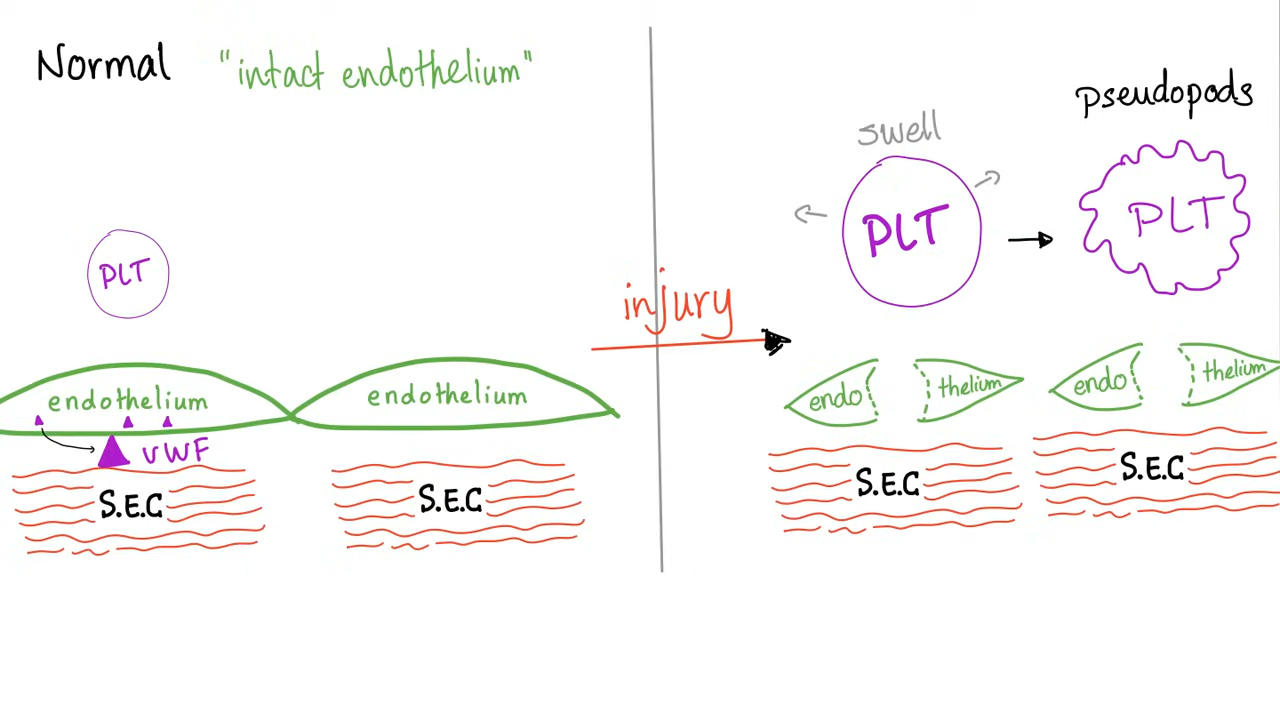 Normal "intact endothelium"
PLT
endothelium
endothelium
vWF
S.E.C
S.E.C
injury
swell
PLT
pseudopods
PLT
endo thelium
endo thelium
S.E.C
S.E.C